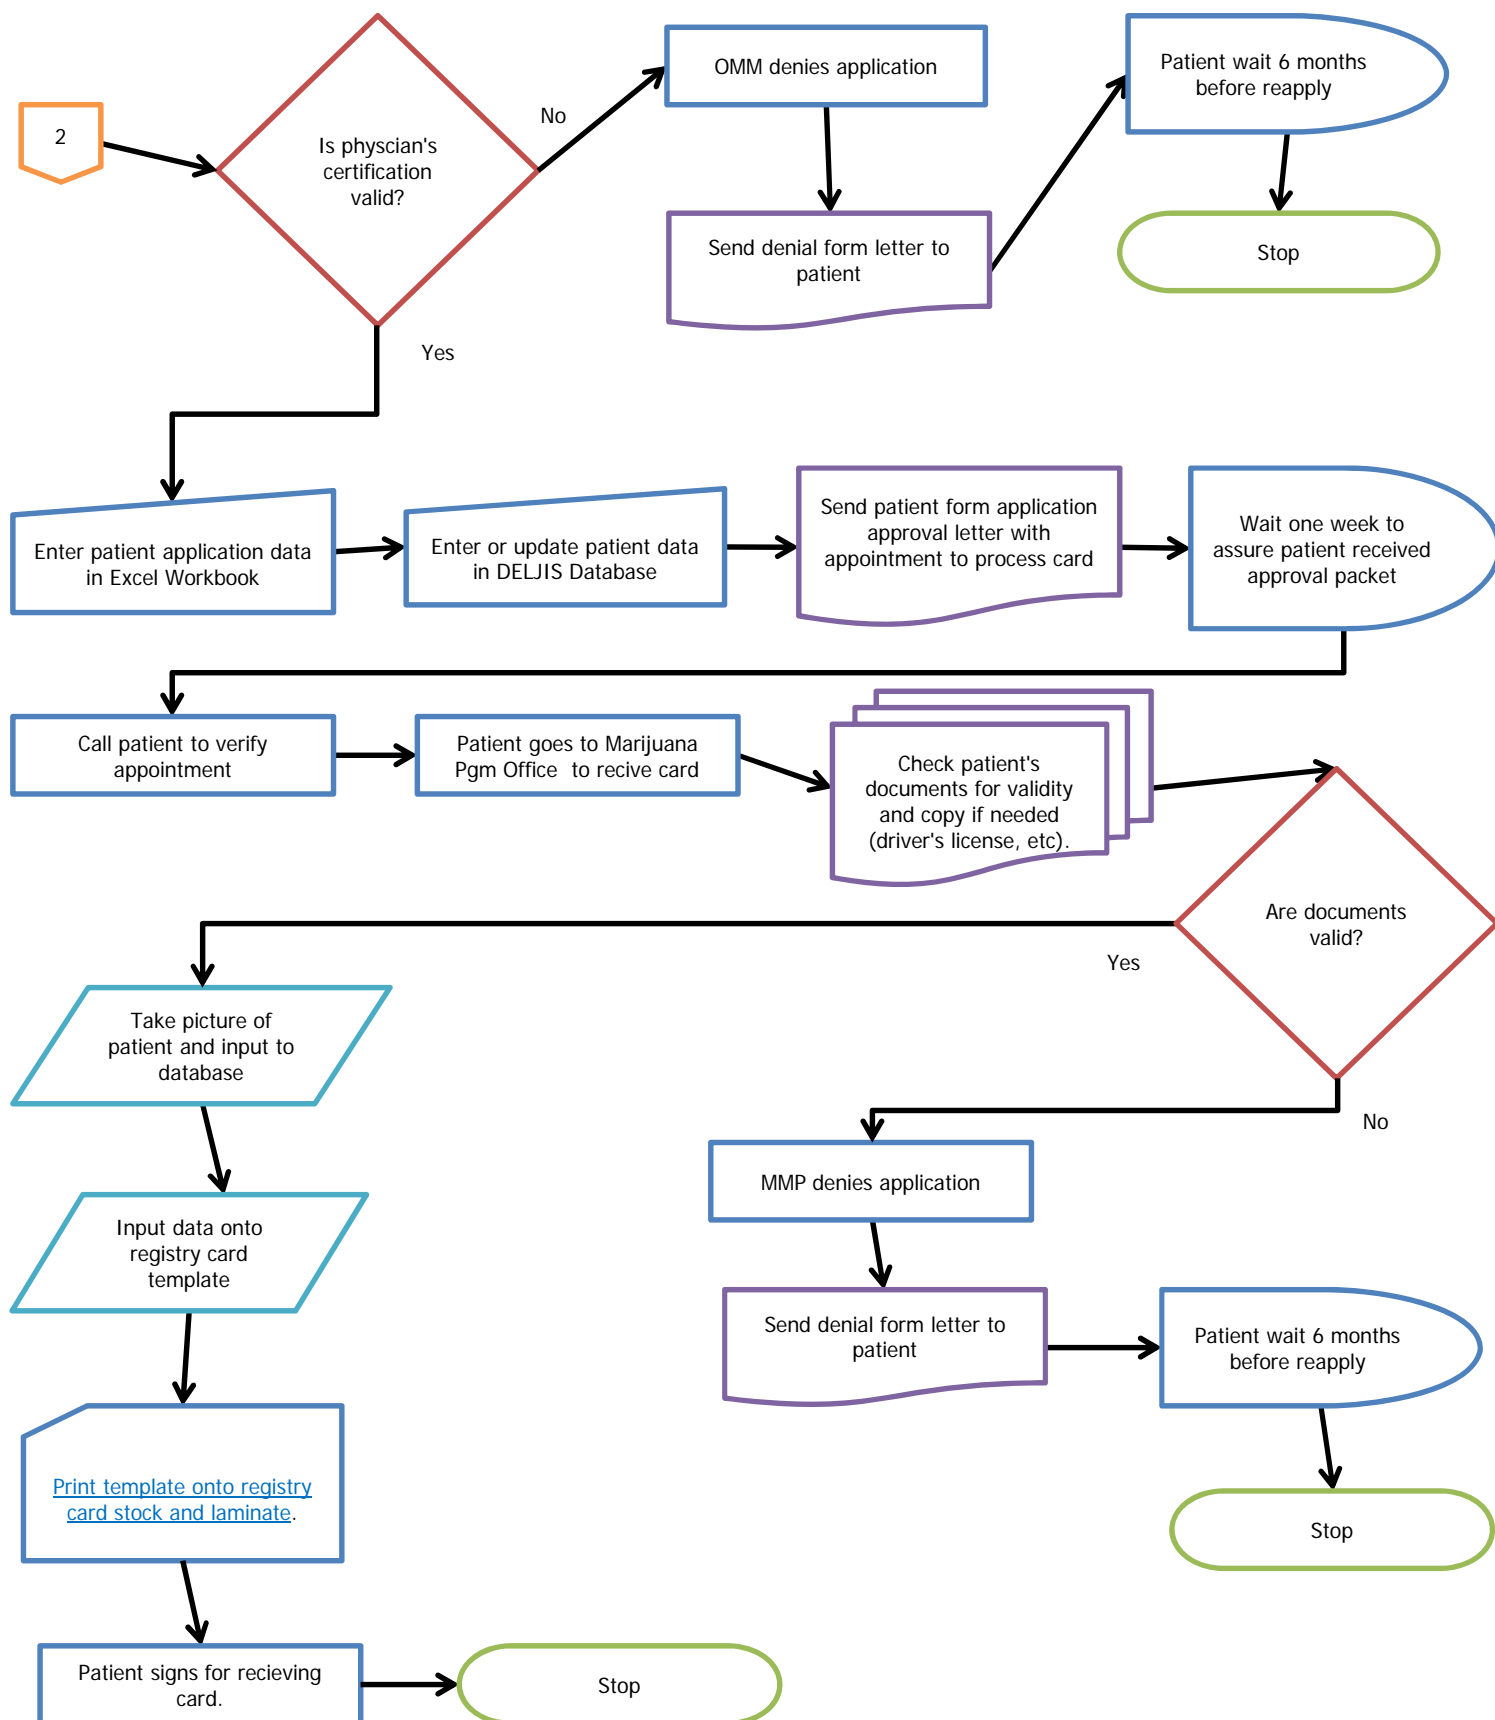 2
Is physcian's
certification
valid?
No
OMM denies application
Patient wait 6 months
before reapply
Send denial form letter to
patient
Stop
Yes
Enter patient application data
in Excel Workbook
Enter or update patient data
in DELJIS Database
Send patient form application
approval letter with
appointment to process card
Wait one week to
assure patient received
approval packet
Call patient to verify
appointment
Patient goes to Marijuana
Pgm Office  to recive card
Check patient's
documents for validity
and copy if needed
(driver's license, etc).
Are documents
valid?
Yes
Take picture of
patient and input to
database
No
MMP denies application
Input data onto
registry card
template
Send denial form letter to
patient
Patient wait 6 months
before reapply
Print template onto registry
card stock and laminate.
Stop
Patient signs for recieving
card.
Stop